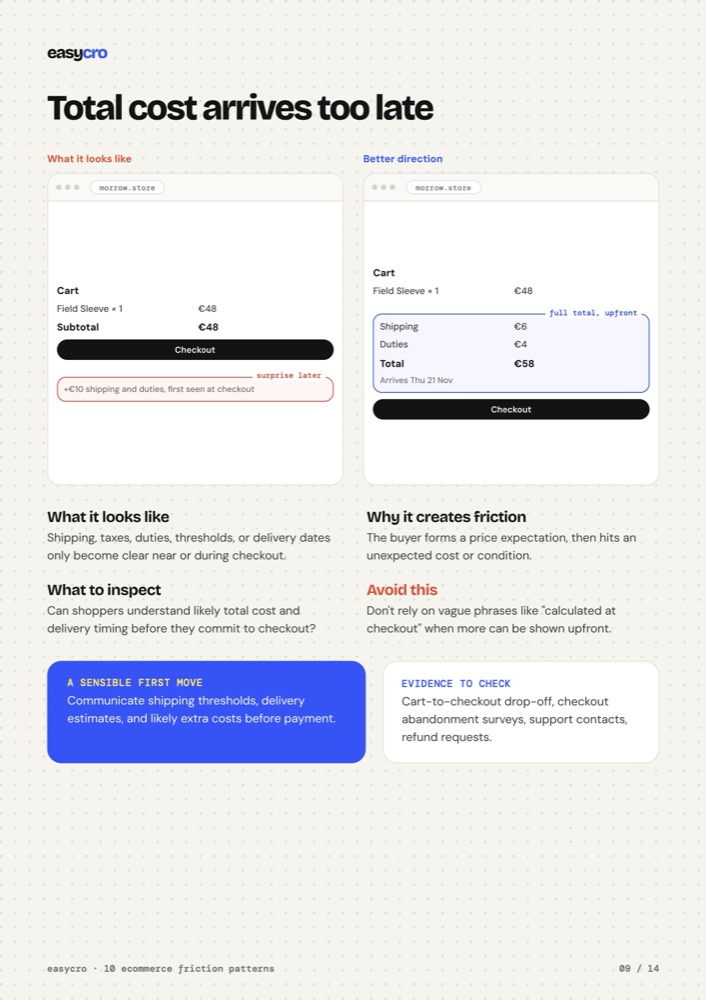 easycro
Total cost arrives too late
What it looks like
morrow.store
Cart
Field Sleeve × 1 €48
Subtotal €48
Checkout
surprise later
+€10 shipping and duties, first seen at checkout
Better direction
morrow.store
Cart
Field Sleeve × 1 €48
full total, upfront
Shipping €6
Duties €4
Total €58
Arrives Thu 21 Nov
Checkout
What it looks like
Shipping, taxes, duties, thresholds, or delivery dates
only become clear near or during checkout.
Why it creates friction
The buyer forms a price expectation, then hits an
unexpected cost or condition.
What to inspect
Can shoppers understand likely total cost and
delivery timing before they commit to checkout?
Avoid this
Don't rely on vague phrases like "calculated at
checkout" when more can be shown upfront.
A SENSIBLE FIRST MOVE
Communicate shipping thresholds, delivery
estimates, and likely extra costs before payment.
EVIDENCE TO CHECK
Cart-to-checkout drop-off, checkout
abandonment surveys, support contacts,
refund requests.
easycro · 10 ecommerce friction patterns
09 / 14